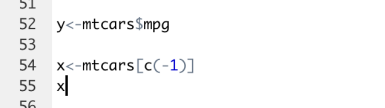 51
52 y<-mtcars$mpg
53
54 x<-mtcars[c(-1)]
55 x
56